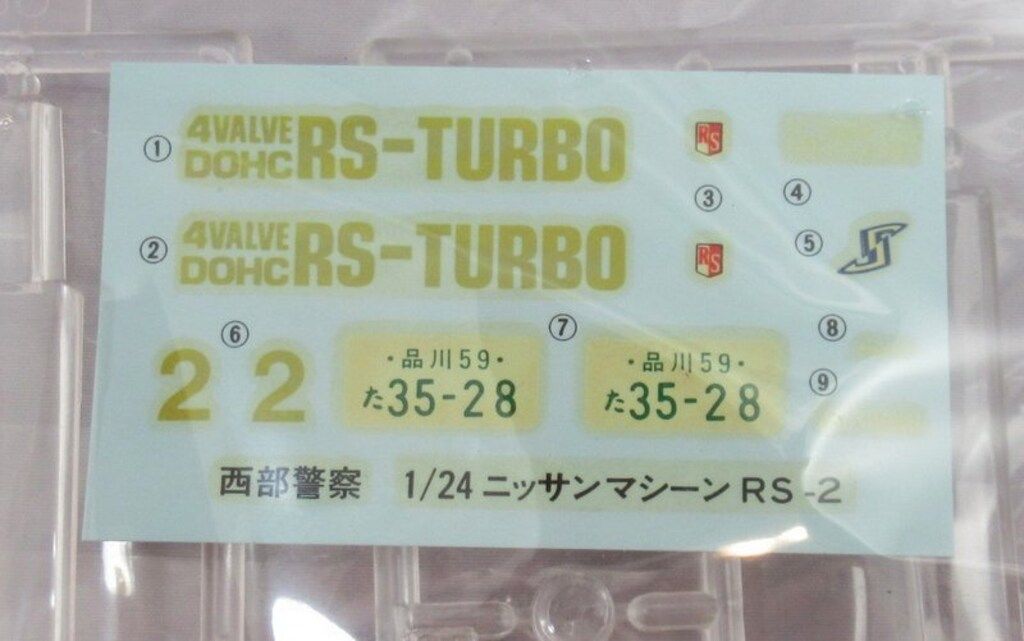 ① 4VALVE DOHC RS-TURBO
RS
③
④
② 4VALVE DOHC RS-TURBO
RS
⑤
⑥
⑦
⑧
2 2
・品川59・
た35-28
・品川59・
た35-28
⑨
西部警察 1/24 ニッサンマシーン RS-2